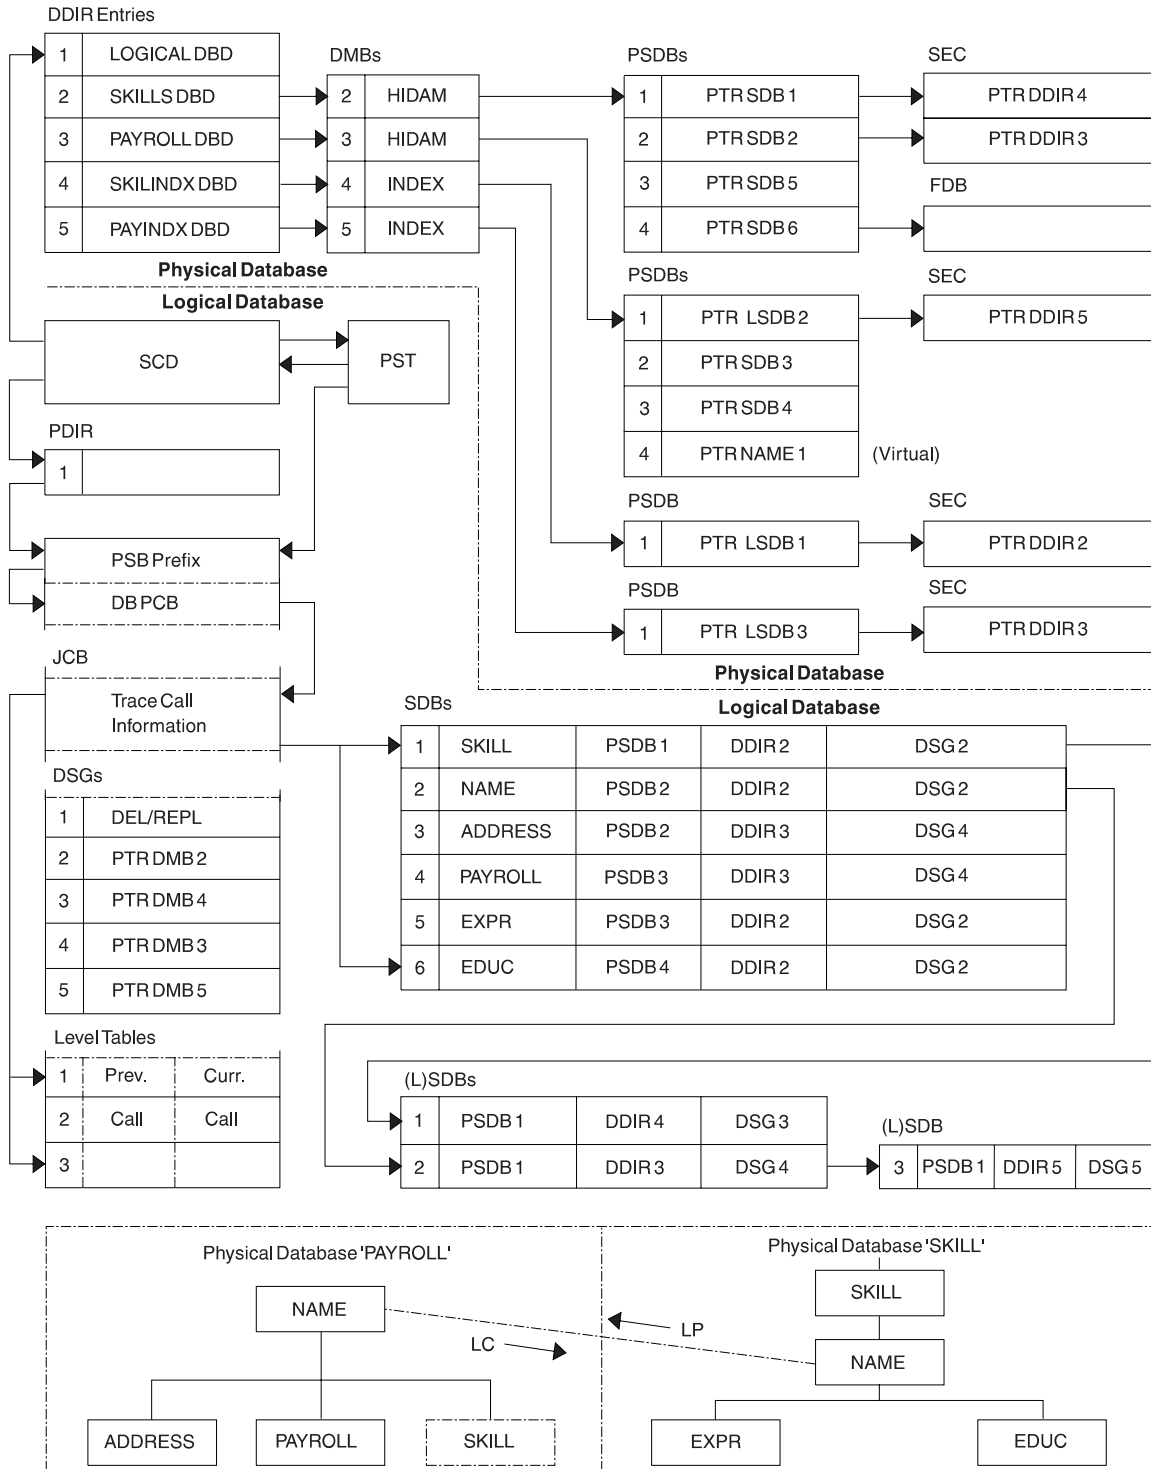 DDIR Entries
1 LOGICAL DBD
2 SKILLS DBD
3 PAYROLL DBD
4 SKILINDX DBD
5 PAYINDX DBD
DMBs
2 HIDAM
3 HIDAM
4 INDEX
5 INDEX
PSDBs
1 PTR SDB 1
2 PTR SDB 2
3 PTR SDB 5
4 PTR SDB 6
SEC
PTR DDIR 4
PTR DDIR 3
FDB
Physical Database
Logical Database
PSDBs
1 PTR LSDB 2
2 PTR SDB 3
3 PTR SDB 4
4 PTR NAME 1
(Virtual)
SEC
PTR DDIR 5
SCD
PST
PDIR
1
PSDB
1 PTR LSDB 1
SEC
PTR DDIR 2
PSB Prefix
DB PCB
PSDB
1 PTR LSDB 3
SEC
PTR DDIR 3
Physical Database
Logical Database
JCB
Trace Call
Information
SDBs
1 SKILL PSDB 1 DDIR 2 DSG 2
2 NAME PSDB 2 DDIR 2 DSG 2
3 ADDRESS PSDB 2 DDIR 3 DSG 4
4 PAYROLL PSDB 3 DDIR 3 DSG 4
5 EXPR PSDB 3 DDIR 2 DSG 2
6 EDUC PSDB 4 DDIR 2 DSG 2
DSGs
1 DEL/REPL
2 PTR DMB 2
3 PTR DMB 4
4 PTR DMB 3
5 PTR DMB 5
Level Tables
1 Prev. Curr.
2 Call Call
3
(L)SDBs
1 PSDB 1 DDIR 4 DSG 3
2 PSDB 1 DDIR 3 DSG 4
(L)SDB
3 PSDB 1 DDIR 5 DSG 5
Physical Database 'PAYROLL'
NAME
LC
ADDRESS
PAYROLL
SKILL
Physical Database 'SKILL'
SKILL
LP
NAME
EXPR
EDUC